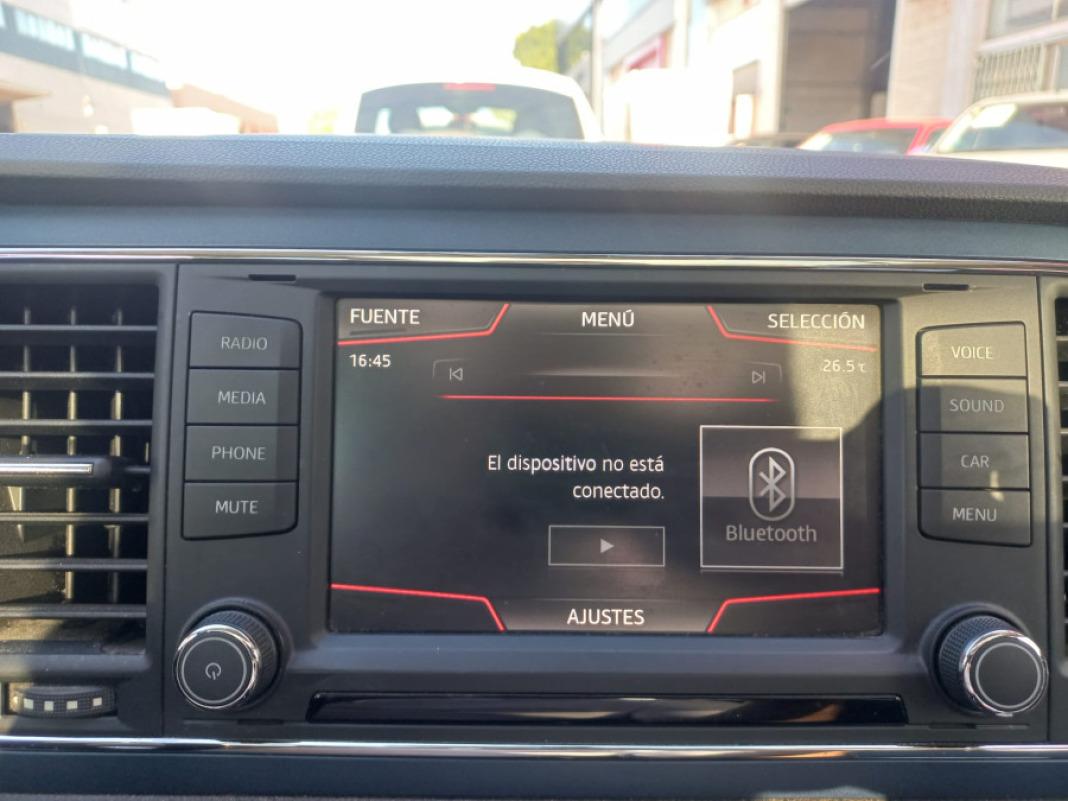 FUENTE
MENÚ
SELECCIÓN
16:45
26.5 °C
El dispositivo no está
conectado.
Bluetooth
AJUSTES
RADIO
MEDIA
PHONE
MUTE
VOICE
SOUND
CAR
MENU